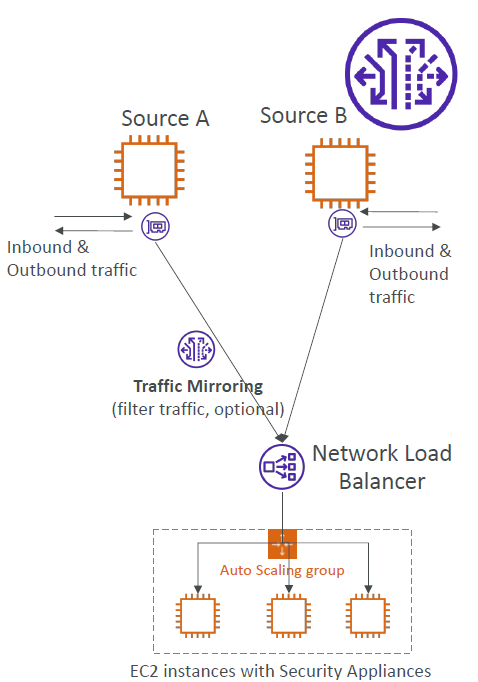 Source A
Source B
Inbound &
Outbound traffic
Inbound &
Outbound
traffic
Traffic Mirroring
(filter traffic, optional)
Network Load
Balancer
Auto Scaling group
EC2 instances with Security Appliances